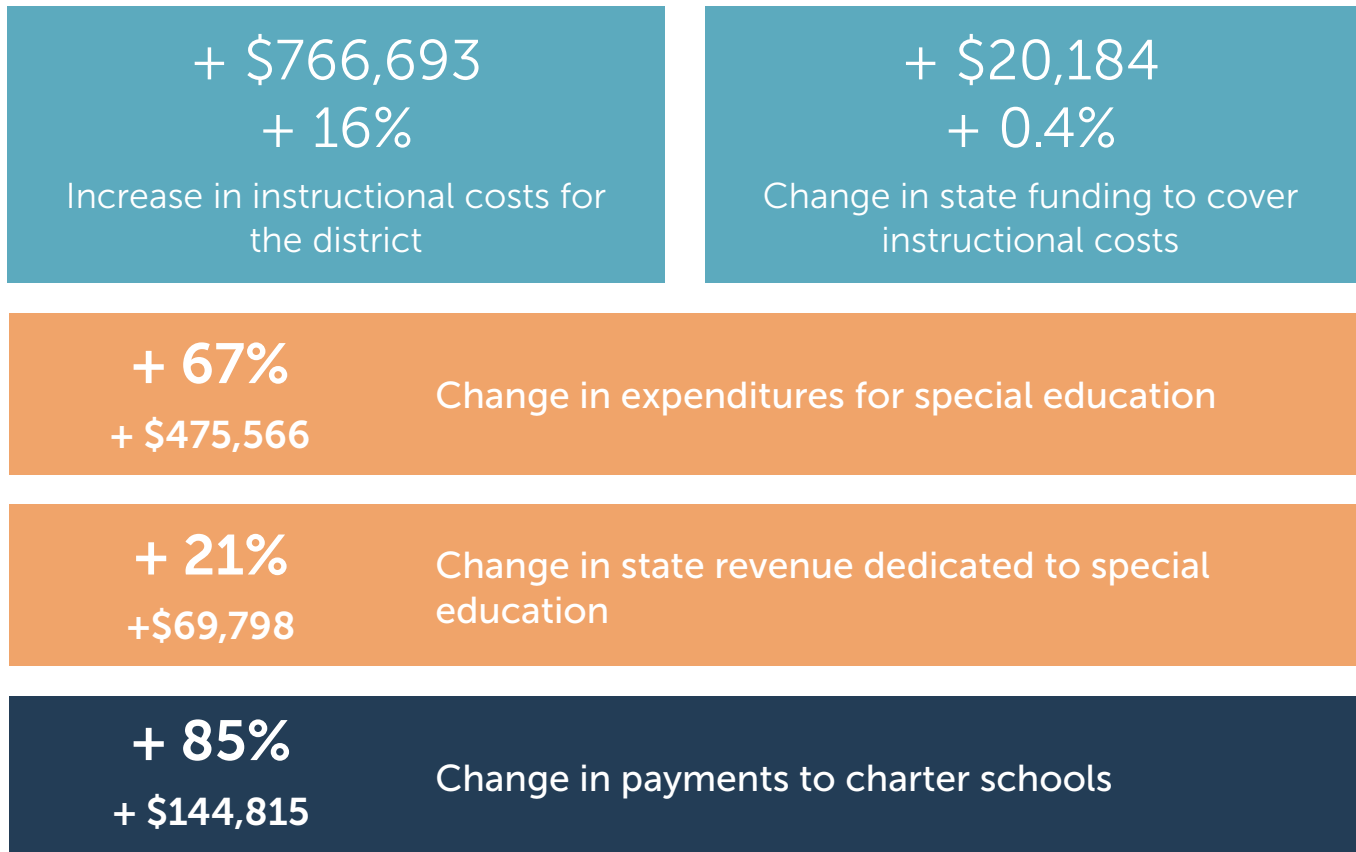 + $766,693
+ 16%
Increase in instructional costs for
the district
+ $20,184
+ 0.4%
Change in state funding to cover
instructional costs
+ 67%
+ $475,566
Change in expenditures for special education
+ 21%
+$69,798
Change in state revenue dedicated to special
education
+ 85%
+ $144,815
Change in payments to charter schools